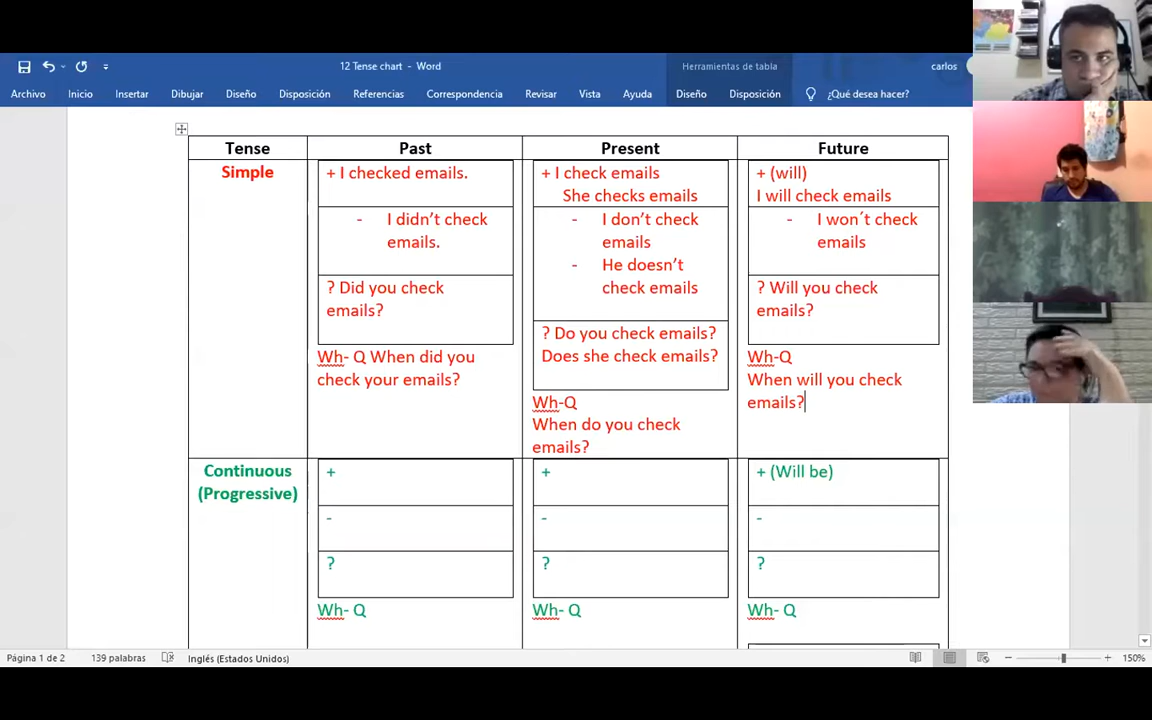 12 Tense chart - Word
Herramientas de tabla
carlos
Archivo Inicio Insertar Dibujar Diseño Disposición Referencias Correspondencia Revisar Vista Ayuda Diseño Disposición ¿Qué desea hacer?
Tense Past Present Future
Simple
+ I checked emails.
- I didn't check
emails.
? Did you check
emails?
Wh- Q When did you
check your emails?
+ I check emails
She checks emails
- I don't check
emails
- He doesn't
check emails
? Do you check emails?
Does she check emails?
Wh-Q
When do you check
emails?
+ (will)
I will check emails
- I won´t check
emails
? Will you check
emails?
Wh-Q
When will you check
emails?
Continuous
(Progressive)
+
-
?
Wh- Q
+
-
?
Wh- Q
+ (Will be)
-
?
Wh- Q
Página 1 de 2 139 palabras Inglés (Estados Unidos) 150%